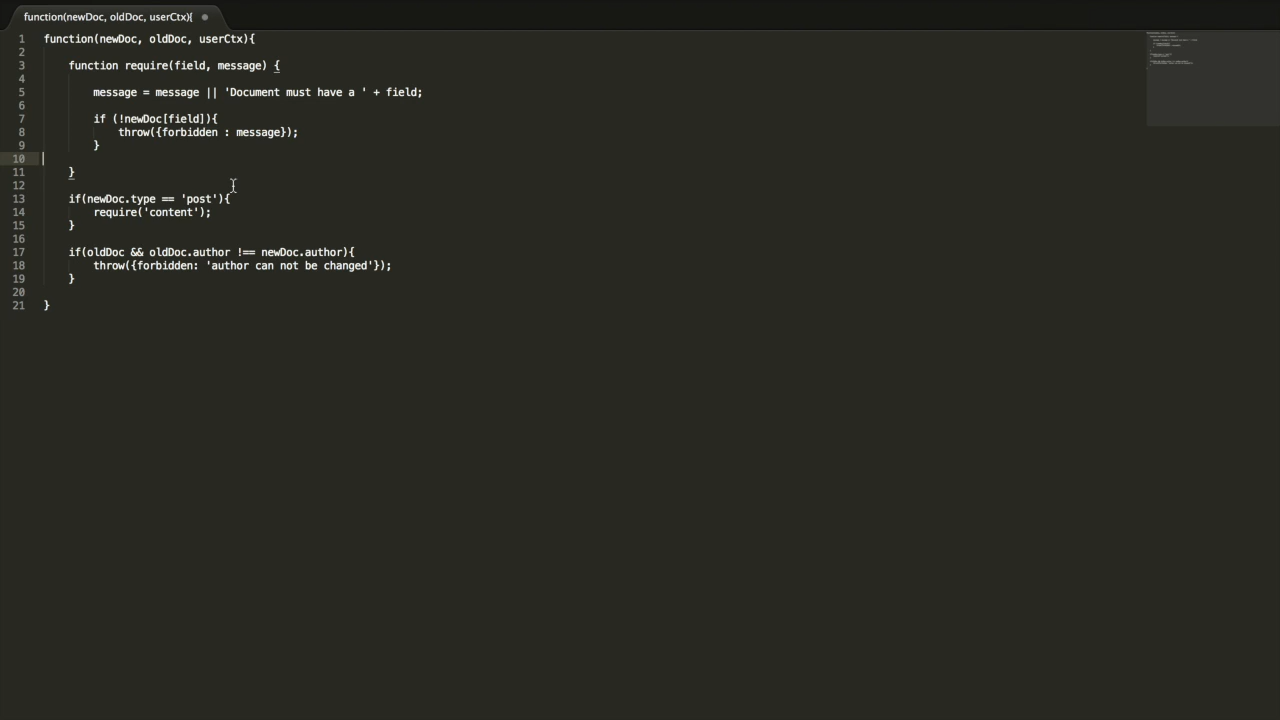 function(newDoc, oldDoc, userCtx){
1 function(newDoc, oldDoc, userCtx){
2
3 function require(field, message) {
4
5 message = message || 'Document must have a ' + field;
6
7 if (!newDoc[field]){
8 throw({forbidden : message});
9 }
10
11 }
12
13 if(newDoc.type == 'post'){
14 require('content');
15 }
16
17 if(oldDoc && oldDoc.author !== newDoc.author){
18 throw({forbidden: 'author can not be changed'});
19 }
20
21 }